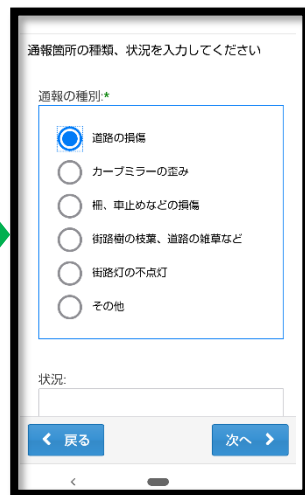 通報箇所の種類、状況を入力してください
通報の種別:*
道路の損傷
カーブミラーの歪み
柵、車止めなどの損傷
街路樹の枝葉、道路の雑草など
街路灯の不点灯
その他
状況:
戻る
次へ